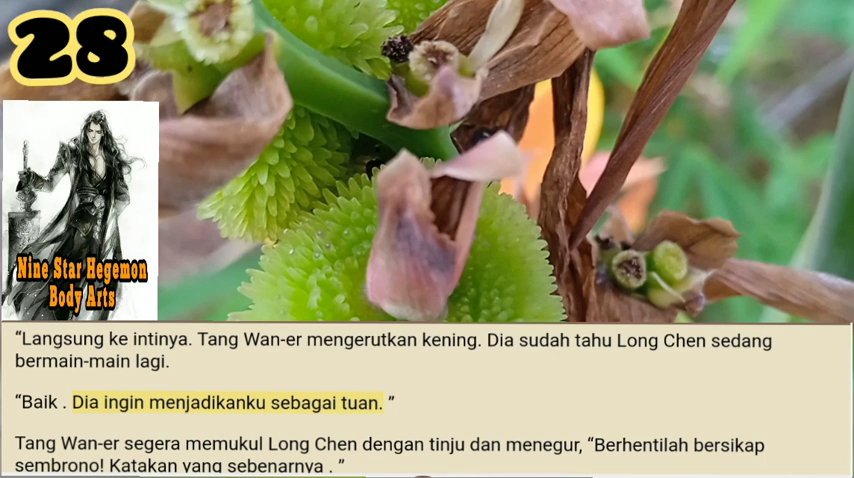 28
Nine Star Hegemon
Body Arts
“Langsung ke intinya. Tang Wan-er mengerutkan kening. Dia sudah tahu Long Chen sedang
bermain-main lagi.
“Baik . Dia ingin menjadikanku sebagai tuan. ”
Tang Wan-er segera memukul Long Chen dengan tinju dan menegur, “Berhentilah bersikap
sembrono! Katakan yang sebenarnya . ”